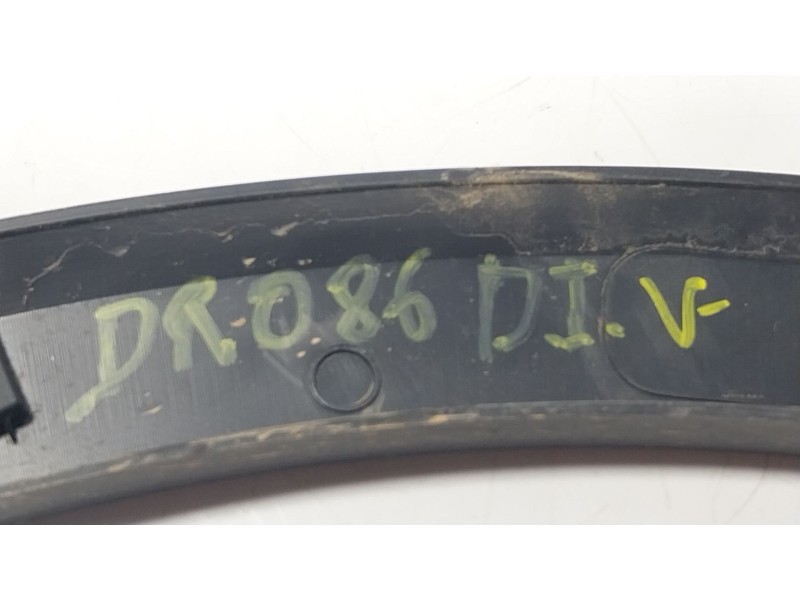 DR086 DI. V-